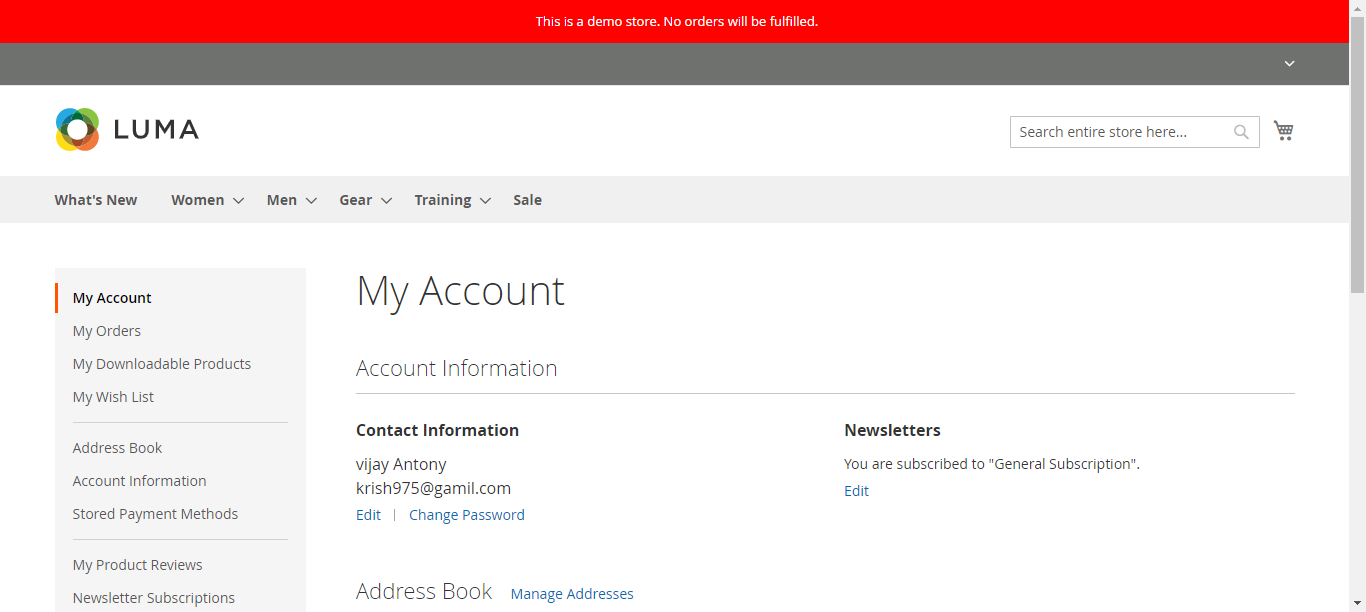 This is a demo store. No orders will be fulfilled.
LUMA
Search entire store here...
What's New Women Men Gear Training Sale
My Account
My Orders
My Downloadable Products
My Wish List
Address Book
Account Information
Stored Payment Methods
My Product Reviews
Newsletter Subscriptions
My Account
Account Information
Contact Information
vijay Antony
krish975@gamil.com
Edit | Change Password
Newsletters
You are subscribed to "General Subscription".
Edit
Address Book Manage Addresses